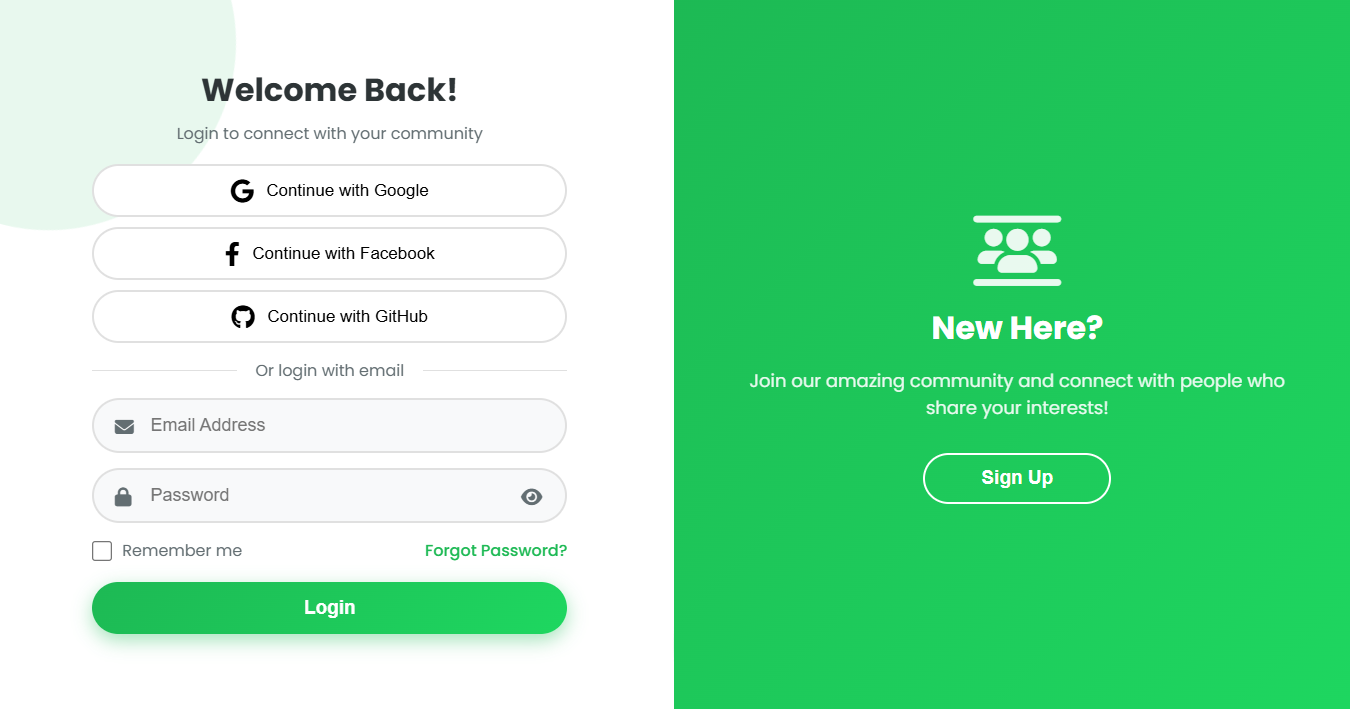 Welcome Back!
Login to connect with your community
Continue with Google
Continue with Facebook
Continue with GitHub
Or login with email
Email Address
Password
Remember me
Forgot Password?
Login
New Here?
Join our amazing community and connect with people who
share your interests!
Sign Up